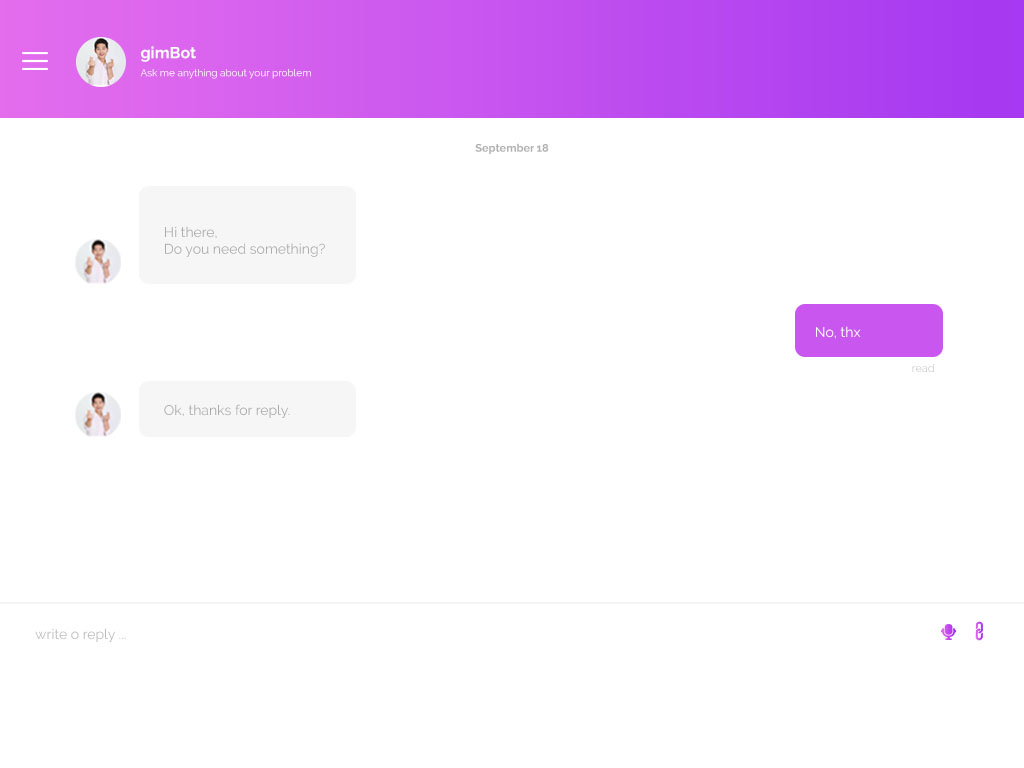 gimBot
Ask me anything about your problem
September 18
Hi there,
Do you need something?
No, thx
read
Ok, thanks for reply.
write o reply ...